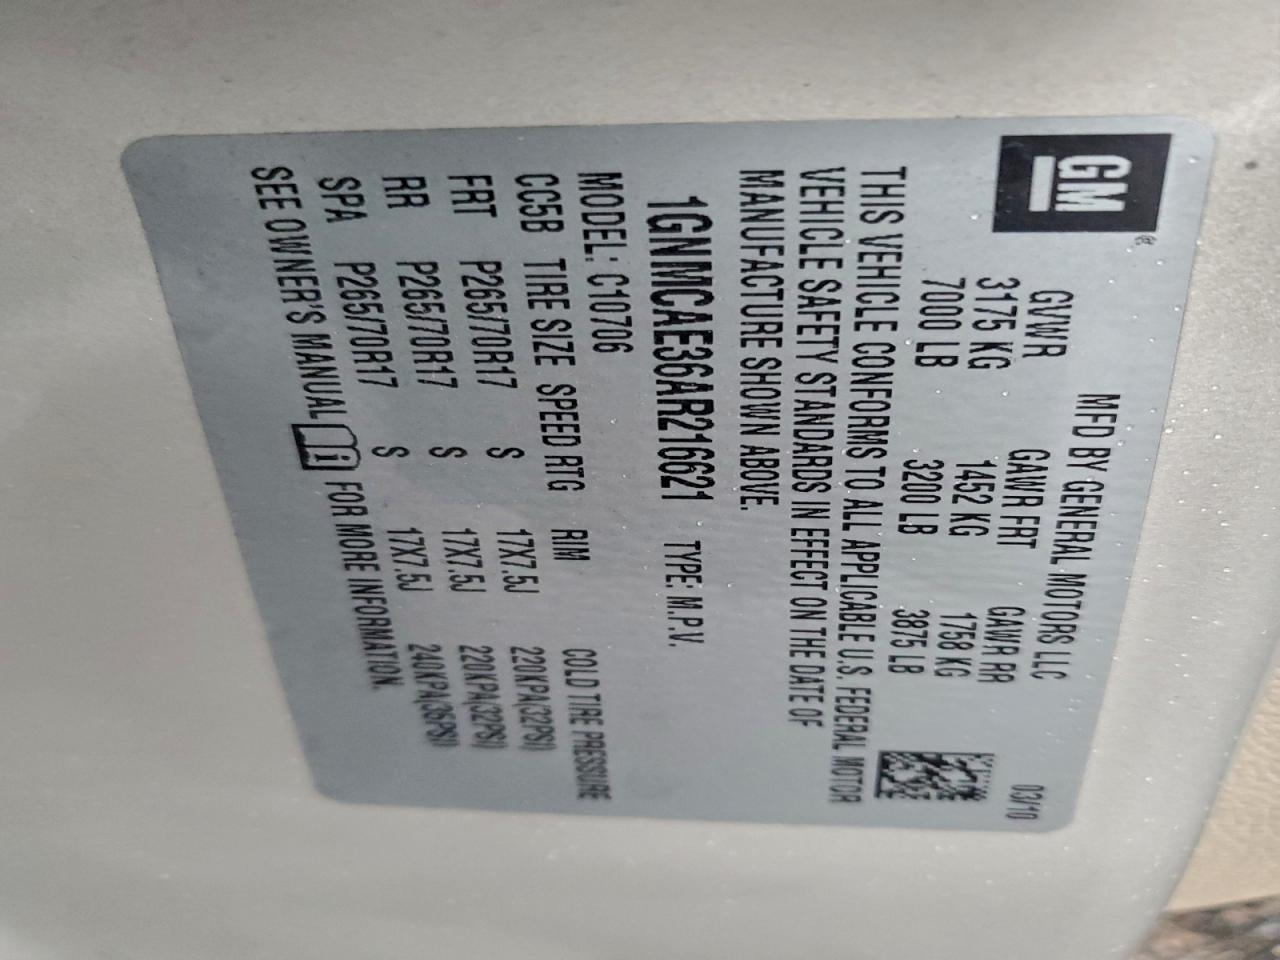 GM
MFD BY GENERAL MOTORS LLC 03/10
GVWR GAWR FRT GAWR RR
3175 KG 1452 KG 1758 KG
7000 LB 3200 LB 3875 LB
THIS VEHICLE CONFORMS TO ALL APPLICABLE U.S. FEDERAL MOTOR
VEHICLE SAFETY STANDARDS IN EFFECT ON THE DATE OF
MANUFACTURE SHOWN ABOVE.
1GNMCAE36AR216621 TYPE: M.P.V.
MODEL: C10706
CC5B TIRE SIZE SPEED RTG RIM COLD TIRE PRESSURE
FRT P265/70R17 S 17X7.5J 220KPA(32PSI)
RR P265/70R17 S 17X7.5J 220KPA(32PSI)
SPA P265/70R17 S 17X7.5J 240KPA(35PSI)
SEE OWNER'S MANUAL FOR MORE INFORMATION.